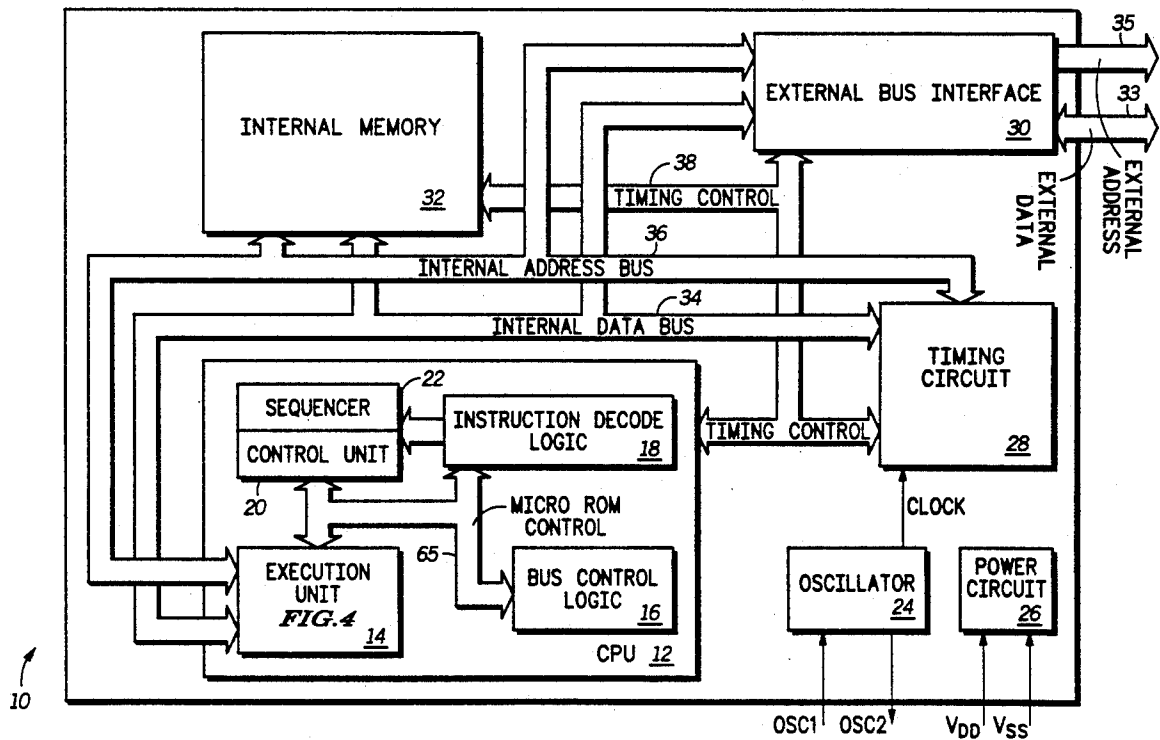 35
INTERNAL MEMORY
32
EXTERNAL BUS INTERFACE
30
33
EXTERNAL
ADDRESS
EXTERNAL
DATA
38
TIMING CONTROL
36
INTERNAL ADDRESS BUS
34
INTERNAL DATA BUS
TIMING
CIRCUIT
28
22
SEQUENCER
CONTROL UNIT
20
INSTRUCTION DECODE
LOGIC
18
TIMING CONTROL
MICRO ROM
CONTROL
65
CLOCK
EXECUTION
UNIT
FIG.4
14
BUS CONTROL
LOGIC
16
CPU 12
OSCILLATOR
24
POWER
CIRCUIT
26
10
OSC1 OSC2 VDD VSS